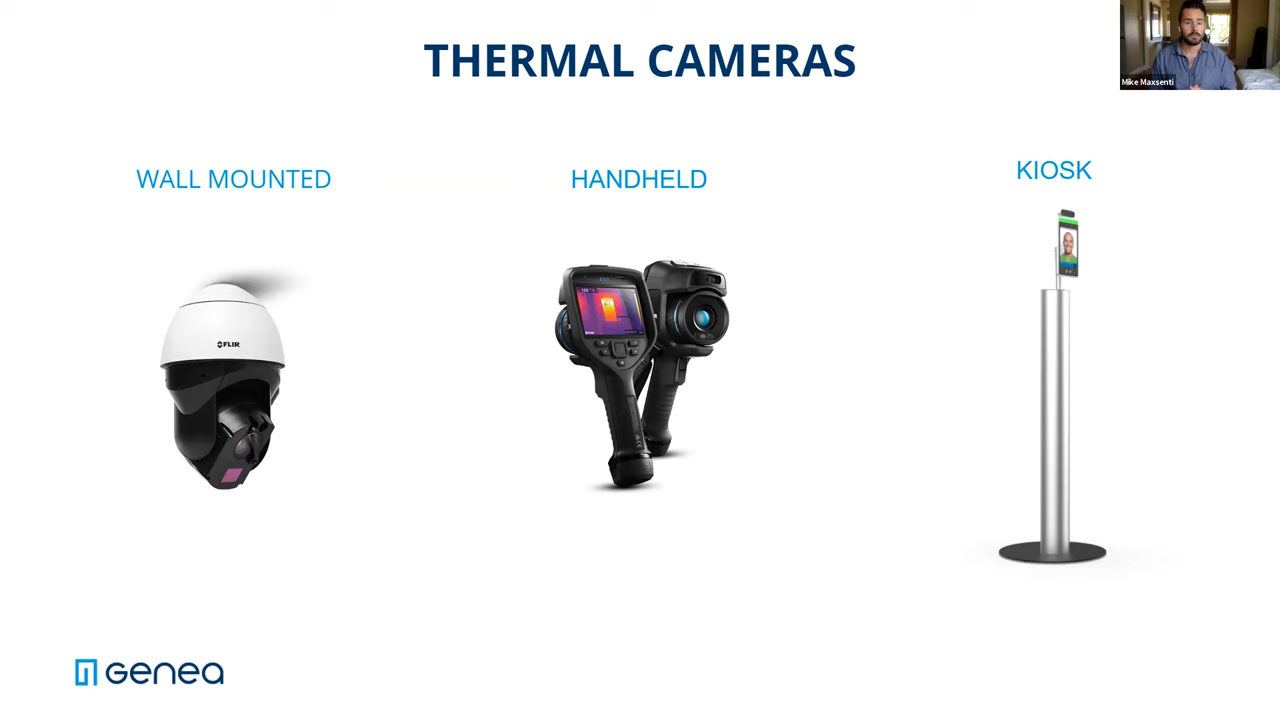 THERMAL CAMERAS
Mike Maxsenti
WALL MOUNTED
HANDHELD
KIOSK
FLIR
genea